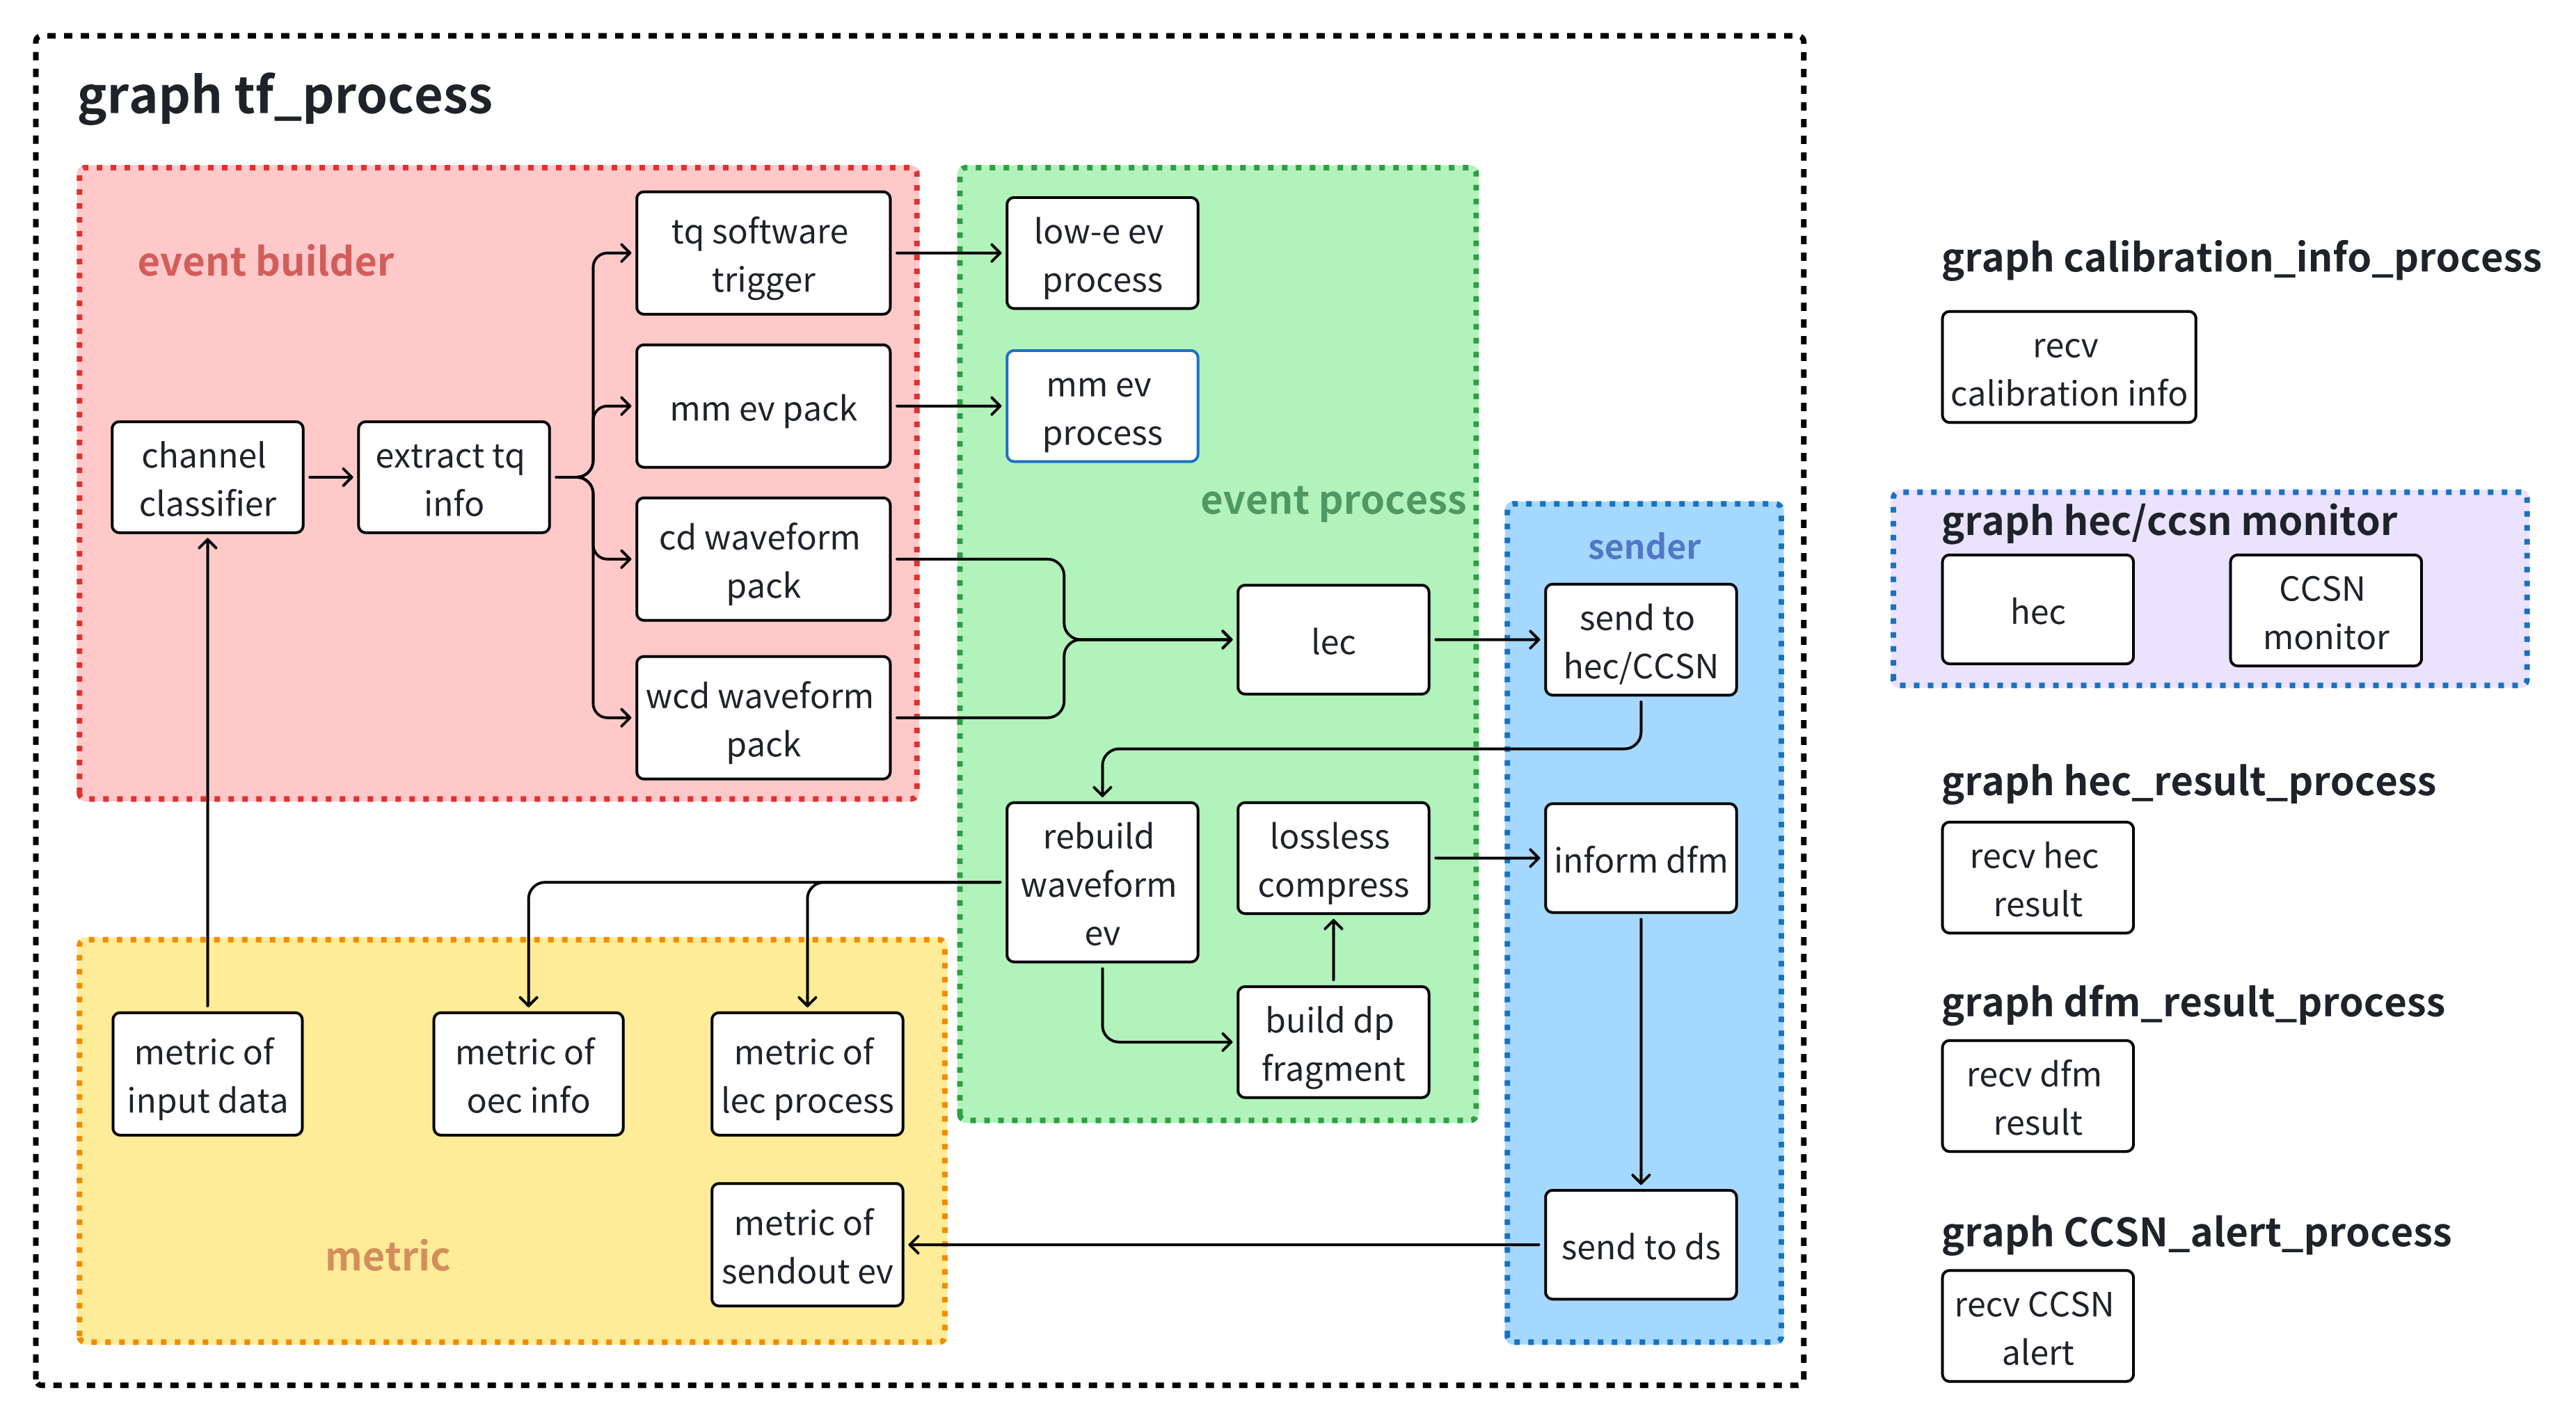 graph tf_process
event builder
tq software
trigger
mm ev pack
channel
classifier
extract tq
info
cd waveform
pack
wcd waveform
pack
low-e ev
process
mm ev
process
event process
lec
rebuild
waveform
ev
lossless
compress
build dp
fragment
sender
send to
hec/CCSN
inform dfm
send to ds
metric of
input data
metric of
oec info
metric of
lec process
metric of
sendout ev
metric
graph calibration_info_process
recv
calibration info
graph hec/ccsn monitor
hec
CCSN
monitor
graph hec_result_process
recv hec
result
graph dfm_result_process
recv dfm
result
graph CCSN_alert_process
recv CCSN
alert